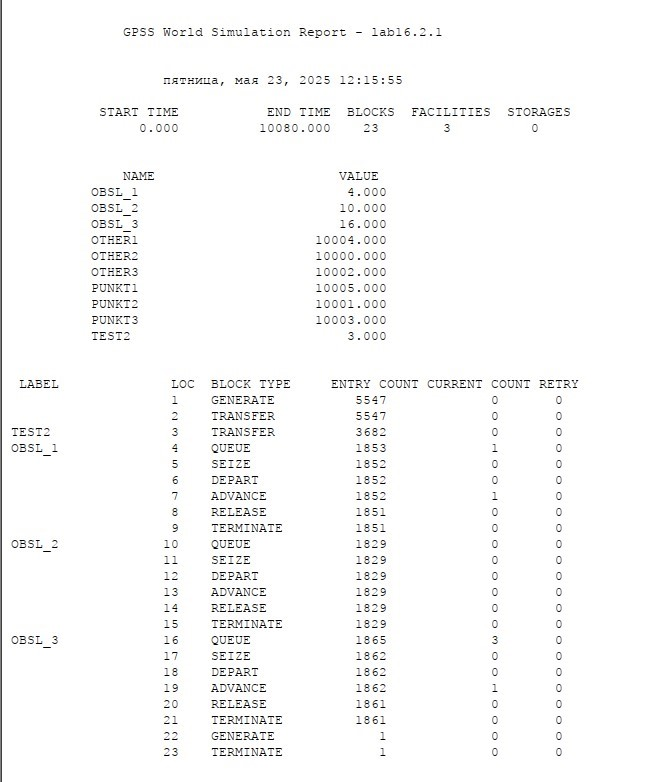 GPSS World Simulation Report - lab16.2.1
пятница, мая 23, 2025 12:15:55
START TIME END TIME BLOCKS FACILITIES STORAGES
0.000 10080.000 23 3 0
NAME VALUE
OBSL_1 4.000
OBSL_2 10.000
OBSL_3 16.000
OTHER1 10004.000
OTHER2 10000.000
OTHER3 10002.000
PUNKT1 10005.000
PUNKT2 10001.000
PUNKT3 10003.000
TEST2 3.000
LABEL LOC BLOCK TYPE ENTRY COUNT CURRENT COUNT RETRY
1 GENERATE 5547 0 0
2 TRANSFER 5547 0 0
TEST2 3 TRANSFER 3682 0 0
OBSL_1 4 QUEUE 1853 1 0
5 SEIZE 1852 0 0
6 DEPART 1852 0 0
7 ADVANCE 1852 1 0
8 RELEASE 1851 0 0
9 TERMINATE 1851 0 0
OBSL_2 10 QUEUE 1829 0 0
11 SEIZE 1829 0 0
12 DEPART 1829 0 0
13 ADVANCE 1829 0 0
14 RELEASE 1829 0 0
15 TERMINATE 1829 0 0
OBSL_3 16 QUEUE 1865 3 0
17 SEIZE 1862 0 0
18 DEPART 1862 0 0
19 ADVANCE 1862 1 0
20 RELEASE 1861 0 0
21 TERMINATE 1861 0 0
22 GENERATE 1 0 0
23 TERMINATE 1 0 0